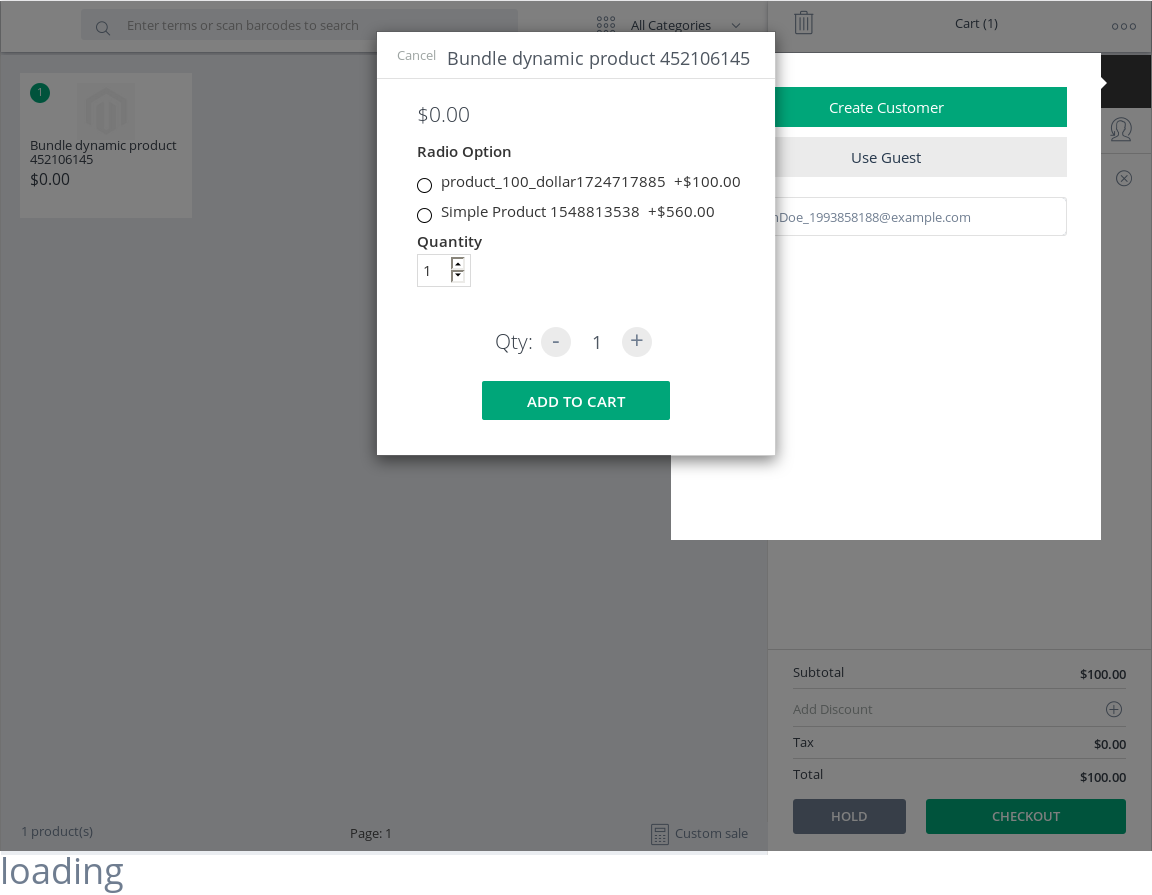 Enter terms or scan barcodes to search
All Categories
Cart (1)
Cancel
Bundle dynamic product 452106145
1
Bundle dynamic product
452106145
$0.00
$0.00
Radio Option
product_100_dollar1724717885 +$100.00
Simple Product 1548813538 +$560.00
Quantity
1
Qty:
-
1
+
ADD TO CART
Create Customer
Use Guest
nDoe_1993858188@example.com
Subtotal
$100.00
Add Discount
Tax
$0.00
Total
$100.00
HOLD
CHECKOUT
1 product(s)
Page: 1
Custom sale
loading